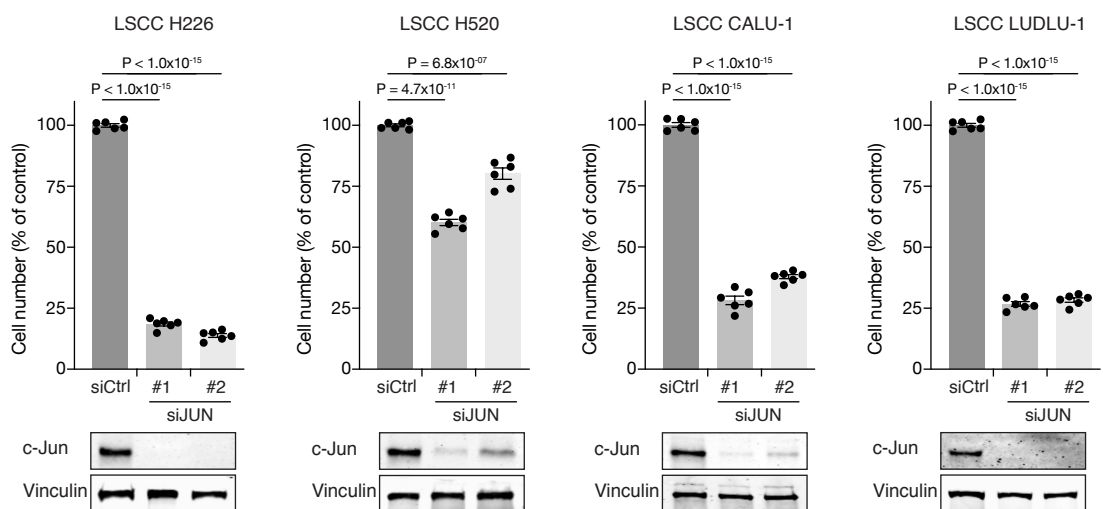 LSCC H226
P < 1.0x10⁻¹⁵
P < 1.0x10⁻¹⁵
Cell number (% of control)
100
75
50
25
0
siCtrl #1 #2
siJUN
c-Jun
Vinculin
LSCC H520
P = 6.8x10⁻⁰⁷
P = 4.7x10⁻¹¹
Cell number (% of control)
100
75
50
25
0
siCtrl #1 #2
siJUN
c-Jun
Vinculin
LSCC CALU-1
P < 1.0x10⁻¹⁵
P < 1.0x10⁻¹⁵
Cell number (% of control)
100
75
50
25
0
siCtrl #1 #2
siJUN
c-Jun
Vinculin
LSCC LUDLU-1
P < 1.0x10⁻¹⁵
P < 1.0x10⁻¹⁵
Cell number (% of control)
100
75
50
25
0
siCtrl #1 #2
siJUN
c-Jun
Vinculin